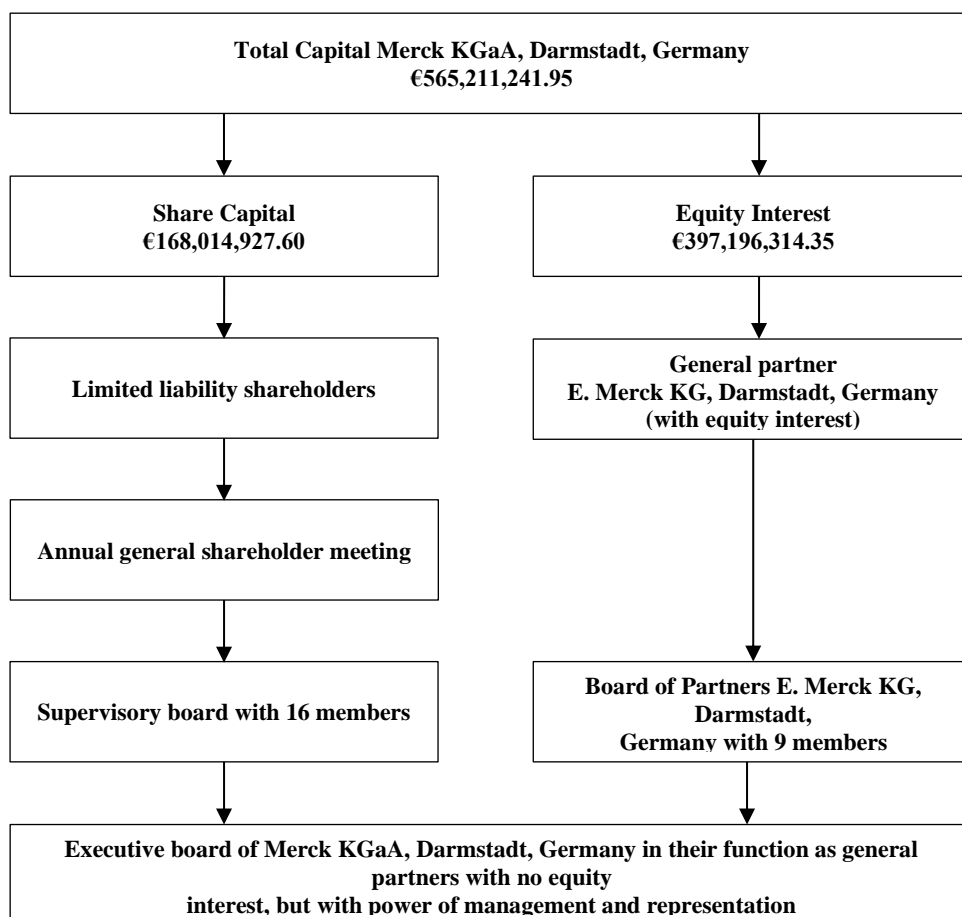 Total Capital Merck KGaA, Darmstadt, Germany
€565,211,241.95
Share Capital
€168,014,927.60
Equity Interest
€397,196,314.35
Limited liability shareholders
General partner
E. Merck KG, Darmstadt, Germany
(with equity interest)
Annual general shareholder meeting
Supervisory board with 16 members
Board of Partners E. Merck KG,
Darmstadt,
Germany with 9 members
Executive board of Merck KGaA, Darmstadt, Germany in their function as general
partners with no equity
interest, but with power of management and representation